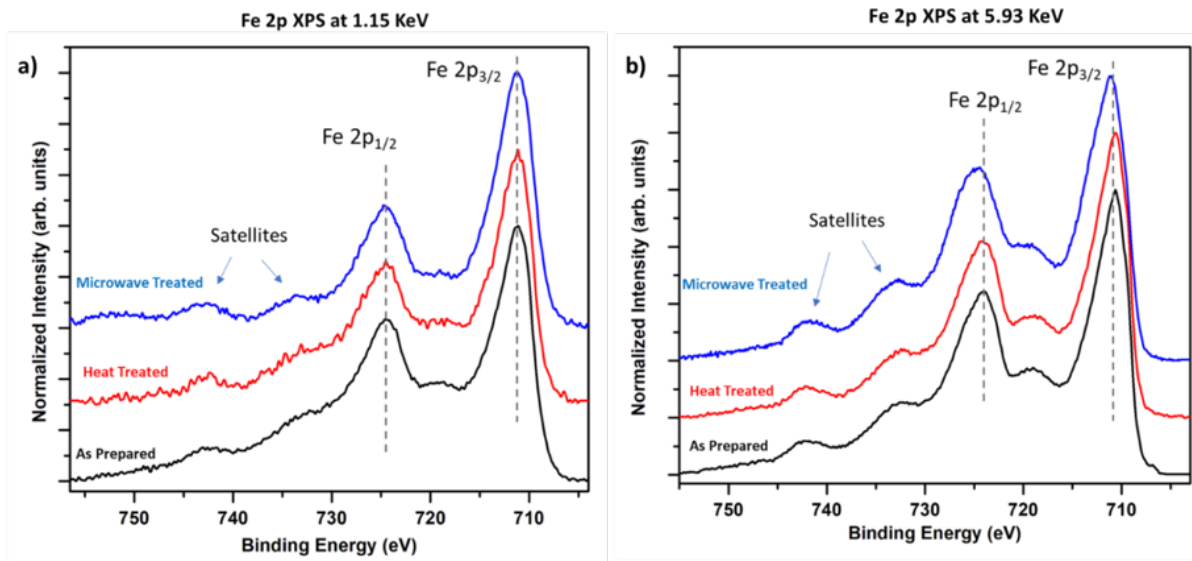 Fe 2p XPS at 1.15 KeV
a)
Fe 2p3/2
Fe 2p1/2
Satellites
Microwave Treated
Heat Treated
As Prepared
Normalized Intensity (arb. units)
750 740 730 720 710
Binding Energy (eV)
Fe 2p XPS at 5.93 KeV
b)
Fe 2p3/2
Fe 2p1/2
Satellites
Microwave Treated
Heat Treated
As Prepared
Normalized Intensity (arb. units)
750 740 730 720 710
Binding Energy (eV)